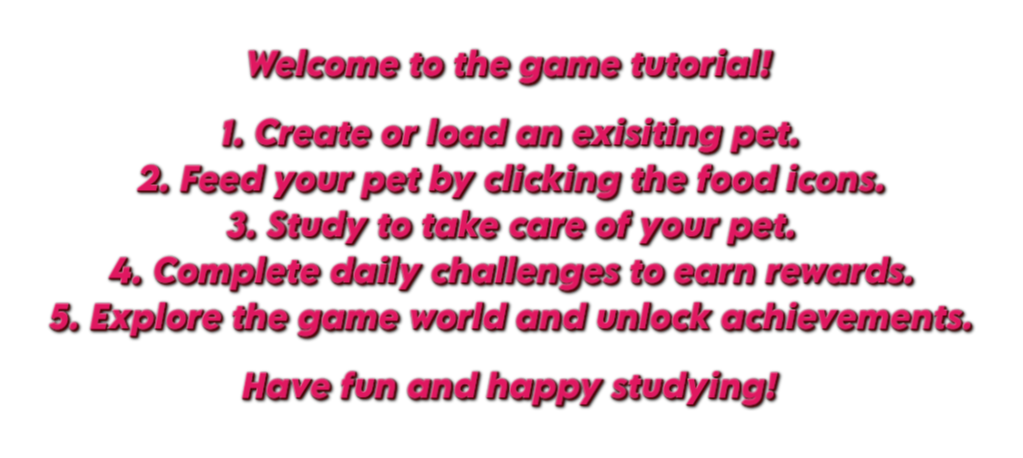 Welcome to the game tutorial!
1. Create or load an exisiting pet.
2. Feed your pet by clicking the food icons.
3. Study to take care of your pet.
4. Complete daily challenges to earn rewards.
5. Explore the game world and unlock achievements.
Have fun and happy studying!